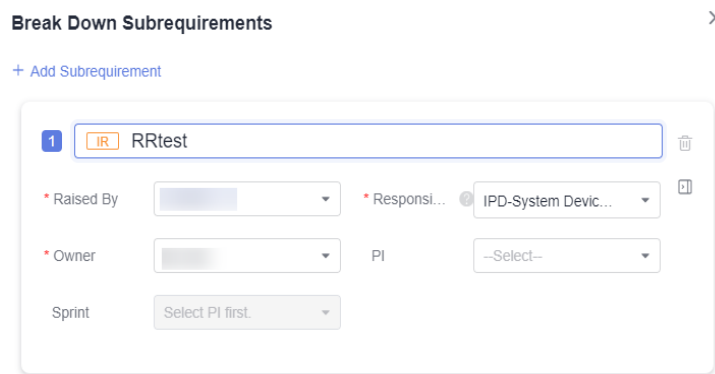 Break Down Subrequirements
+ Add Subrequirement
1 IR RRtest
* Raised By * Responsi... ? IPD-System Devic...
* Owner PI --Select--
Sprint Select PI first.